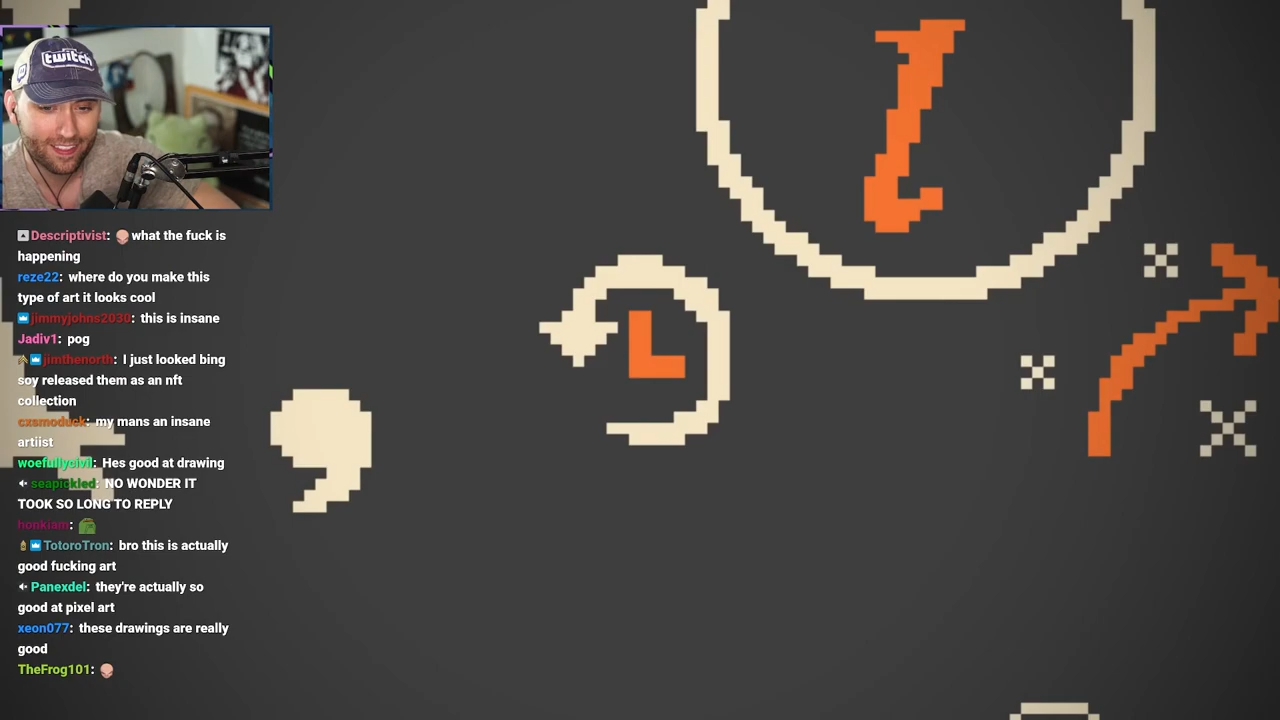 twitch
Descriptivist: what the fuck is
happening
reze22: where do you make this
type of art it looks cool
jimmyjohns2030: this is insane
Jadiv1: pog
jimthenorth: I just looked bing
soy released them as an nft
collection
cxsmoduck: my mans an insane
artiist
woefullycivil: Hes good at drawing
seapickled: NO WONDER IT
TOOK SO LONG TO REPLY
honkiam:
TotoroTron: bro this is actually
good fucking art
Panexdel: they're actually so
good at pixel art
xeon077: these drawings are really
good
TheFrog101:
l
L
,